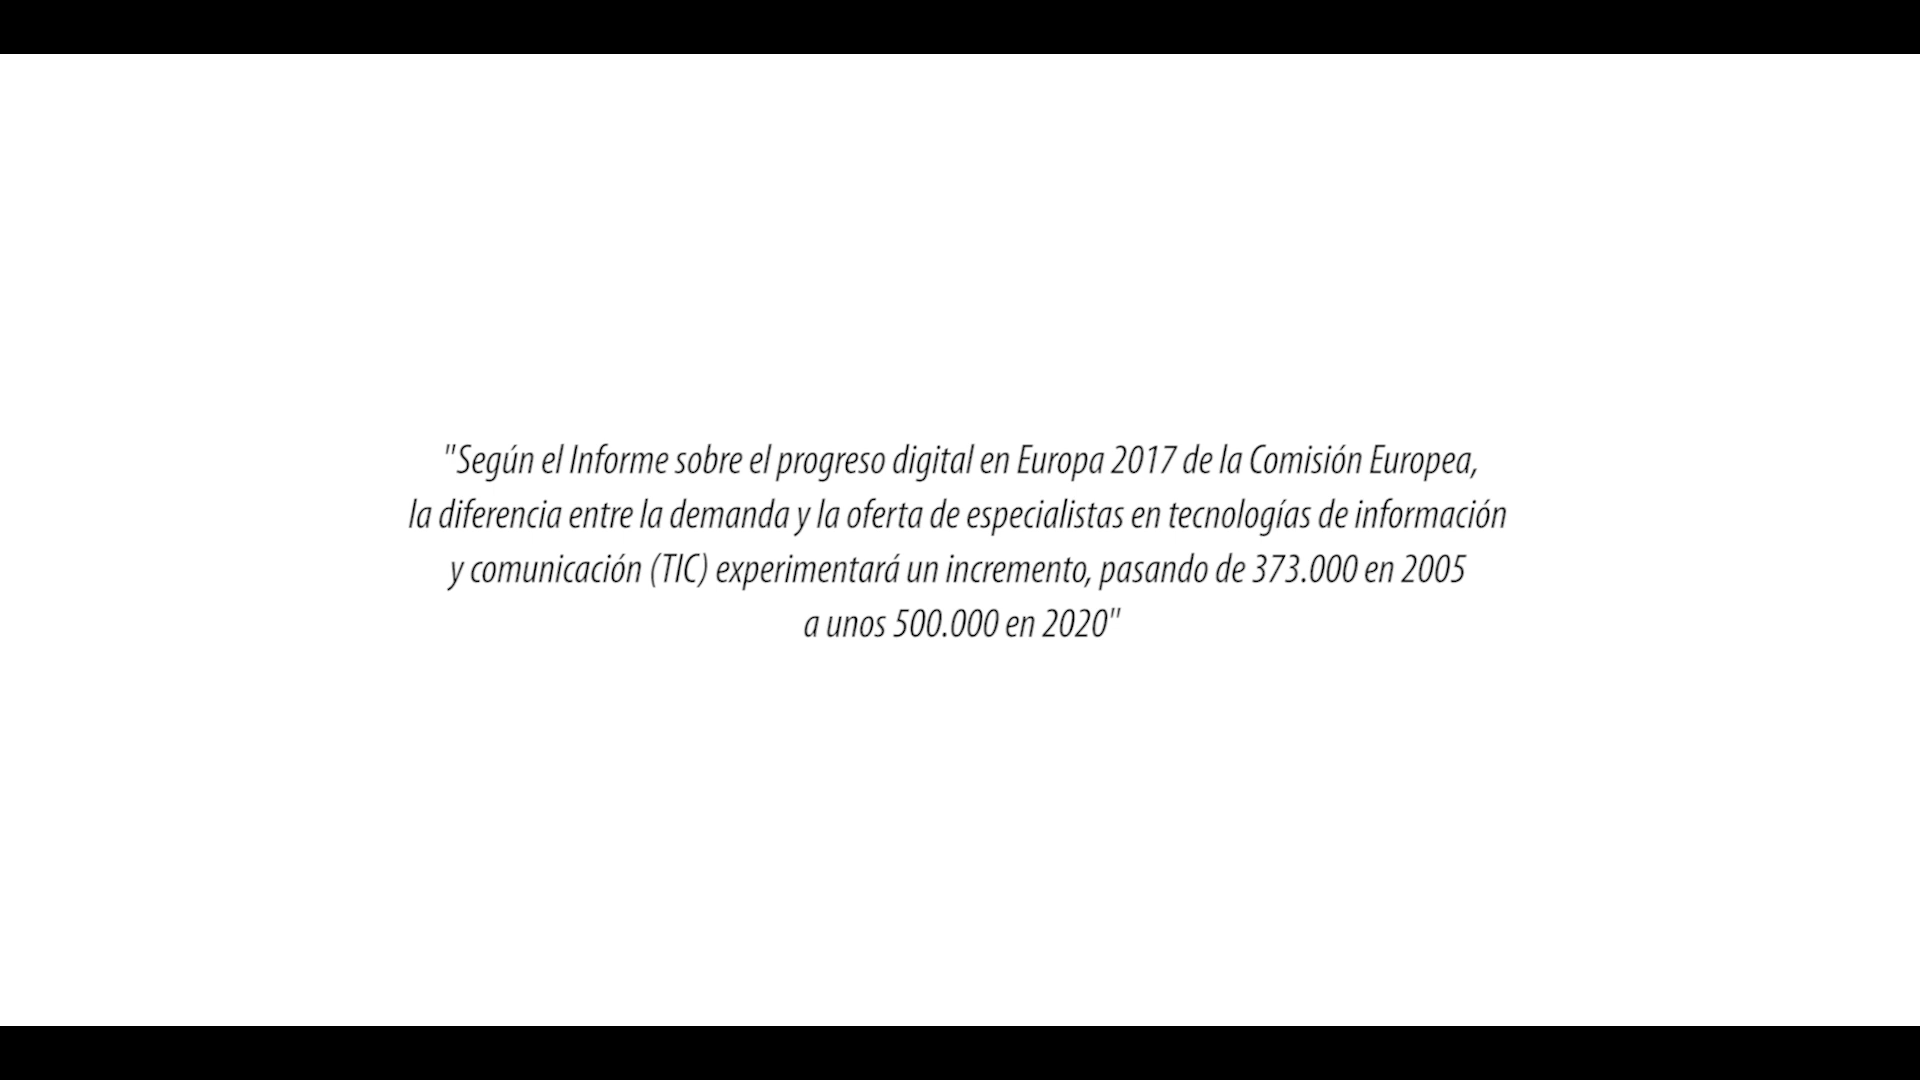 "Según el Informe sobre el progreso digital en Europa 2017 de la Comisión Europea,
la diferencia entre la demanda y la oferta de especialistas en tecnologías de información
y comunicación (TIC) experimentará un incremento, pasando de 373.000 en 2005
a unos 500.000 en 2020"